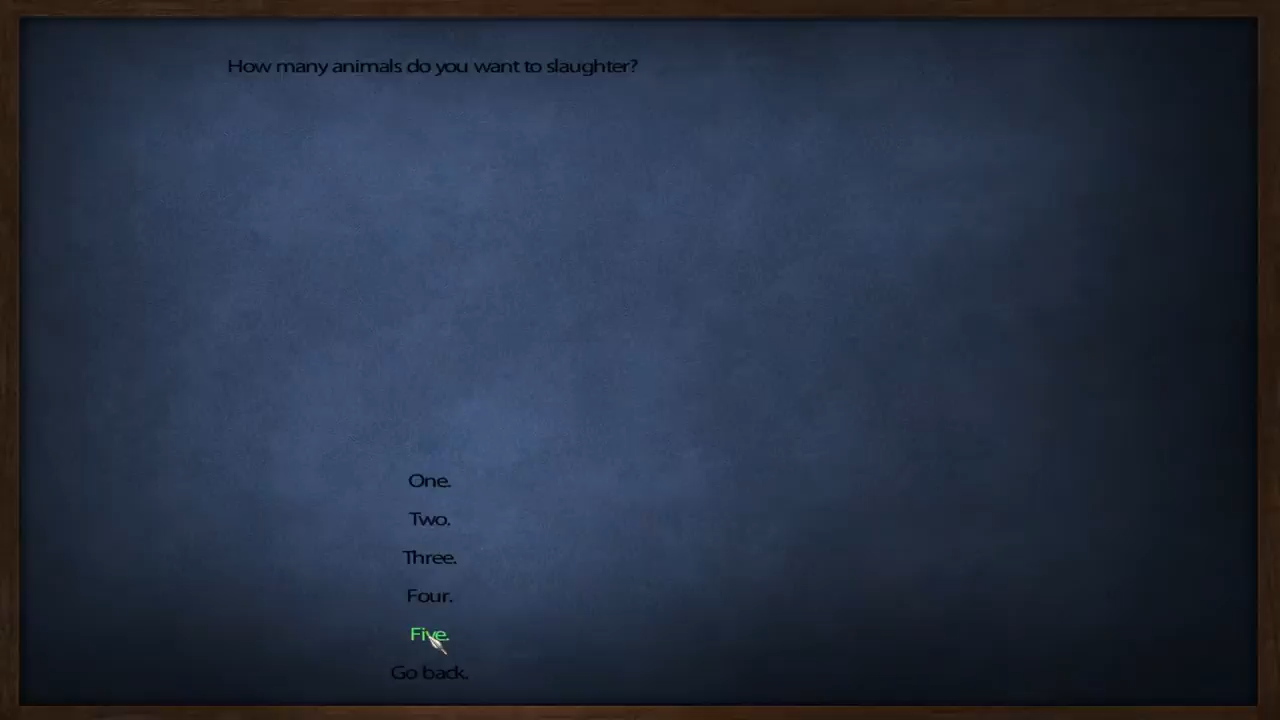 How many animals do you want to slaughter?
One.
Two.
Three.
Four.
Five.
Go back.